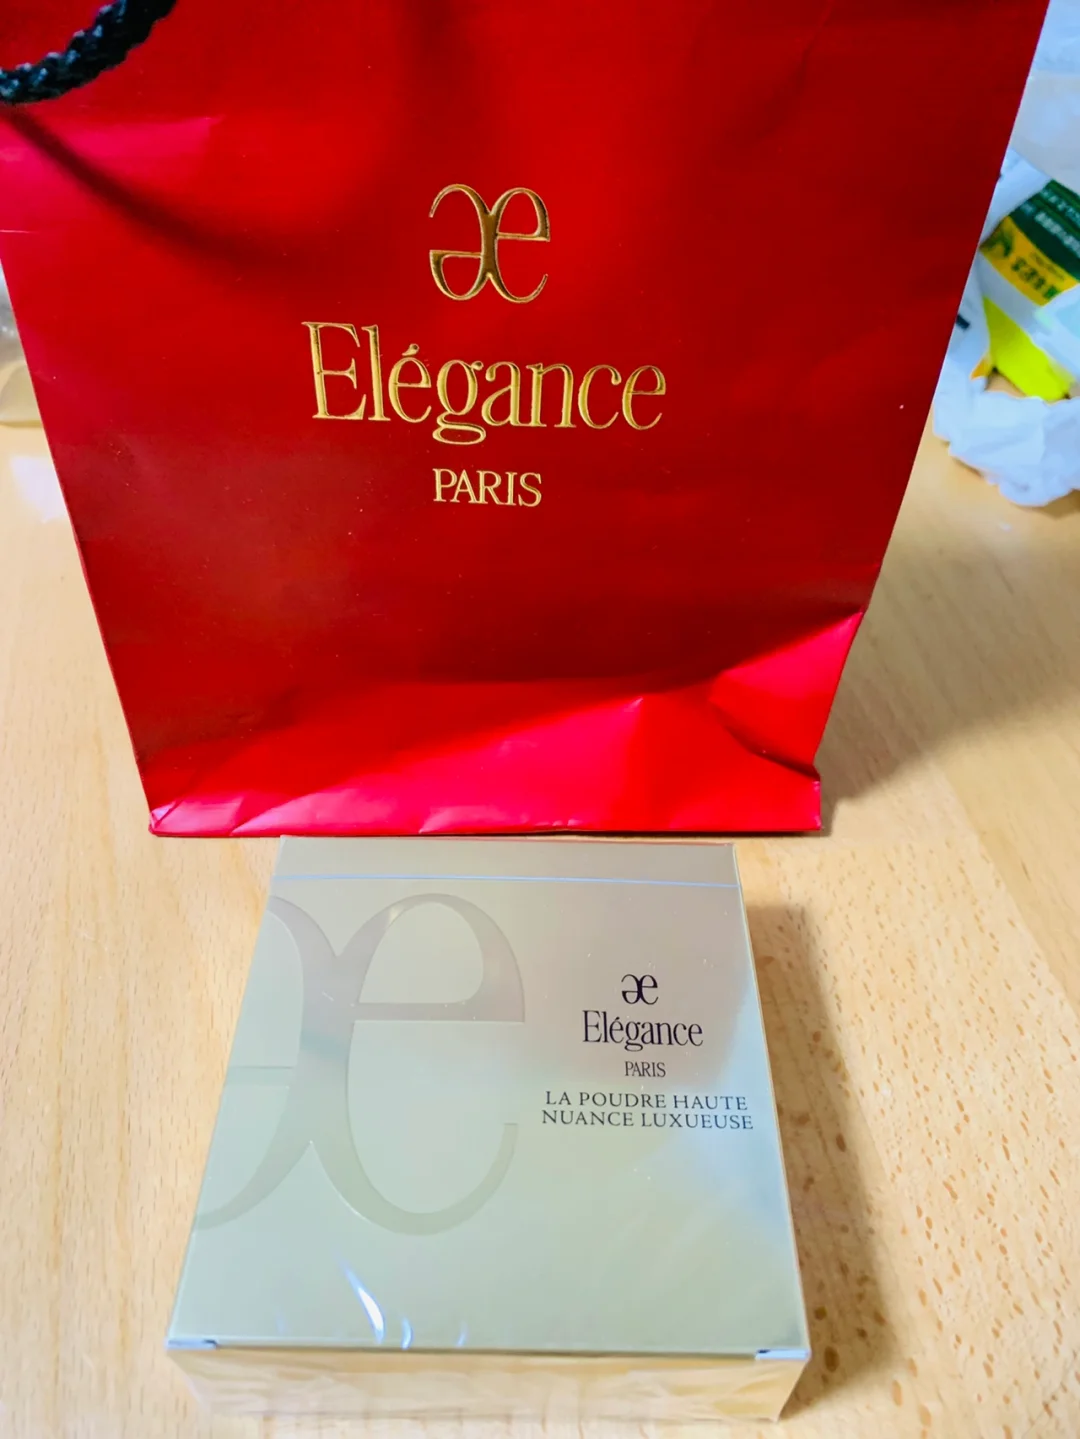 æ
Elégance
PARIS
æ
æ
Elégance
PARIS
LA POUDRE HAUTE
NUANCE LUXUEUSE